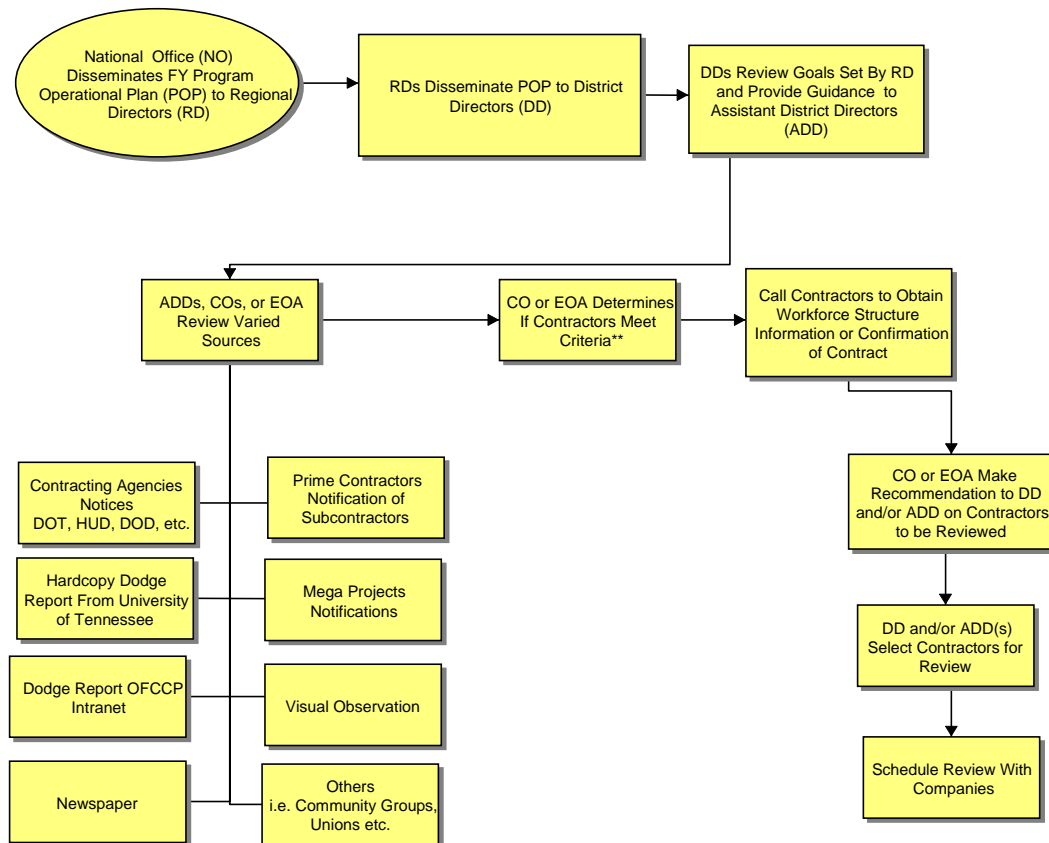 National Office (NO)
Disseminates FY Program
Operational Plan (POP) to Regional
Directors (RD)
RDs Disseminate POP to District
Directors (DD)
DDs Review Goals Set By RD
and Provide Guidance to
Assistant District Directors
(ADD)
ADDs, COs, or EOA
Review Varied
Sources
CO or EOA Determines
If Contractors Meet
Criteria**
Call Contractors to Obtain
Workforce Structure
Information or Confirmation
of Contract
Contracting Agencies
Notices
DOT, HUD, DOD, etc.
Prime Contractors
Notification of
Subcontractors
Hardcopy Dodge
Report From University
of Tennessee
Mega Projects
Notifications
Dodge Report OFCCP
Intranet
Visual Observation
Newspaper
Others
i.e. Community Groups,
Unions etc.
CO or EOA Make
Recommendation to DD
and/or ADD on Contractors
to be Reviewed
DD and/or ADD(s)
Select Contractors for
Review
Schedule Review With
Companies